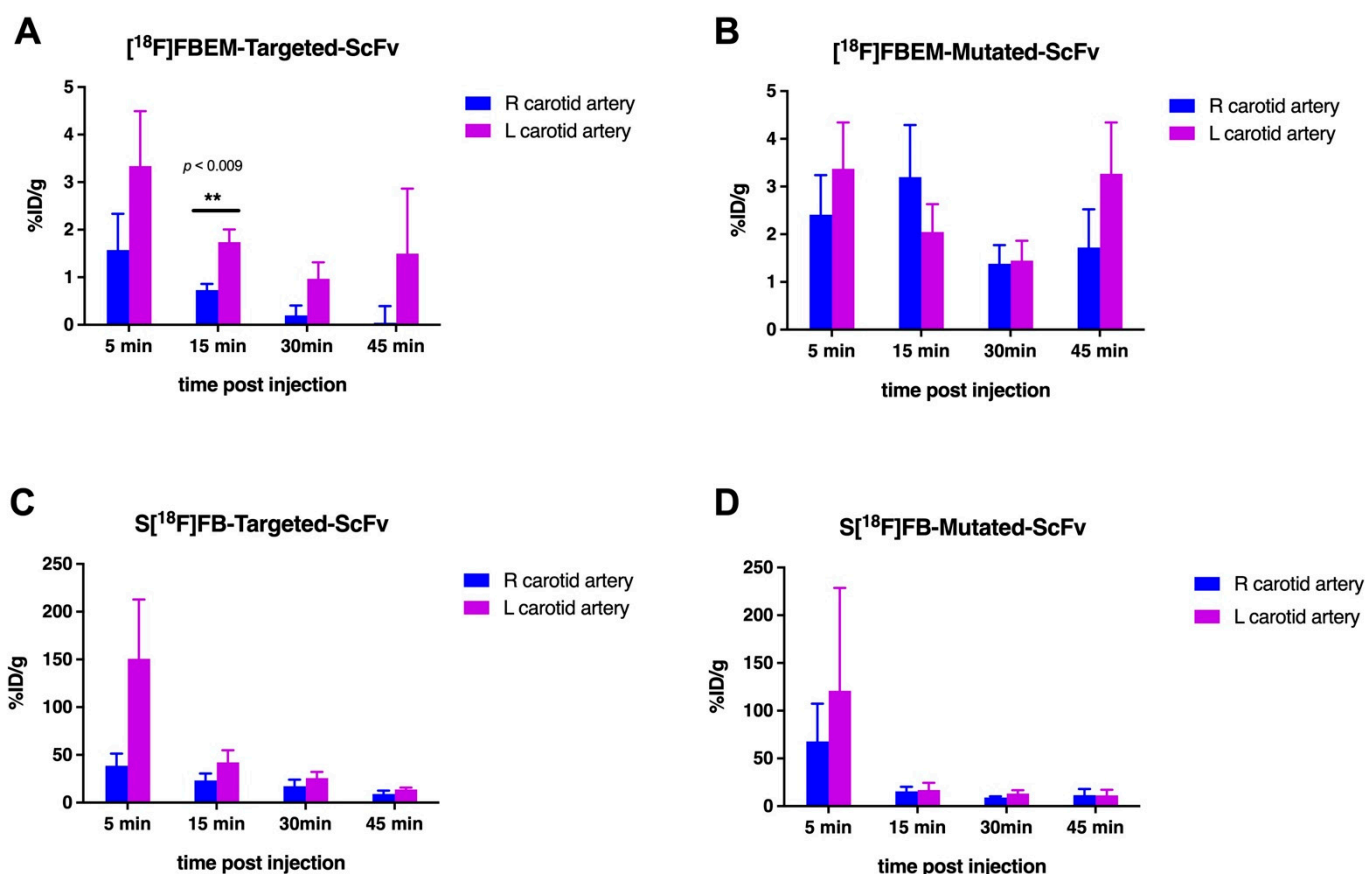 A
[¹⁸F]FBEM-Targeted-ScFv
5
4
3
2
1
0
%ID/g
p < 0.009
**
5 min
15 min
30min
45 min
time post injection
R carotid artery
L carotid artery
B
[¹⁸F]FBEM-Mutated-ScFv
5
4
3
2
1
0
%ID/g
5 min
15 min
30min
45 min
time post injection
R carotid artery
L carotid artery
C
S[¹⁸F]FB-Targeted-ScFv
250
200
150
100
50
0
%ID/g
5 min
15 min
30min
45 min
time post injection
R carotid artery
L carotid artery
D
S[¹⁸F]FB-Mutated-ScFv
250
200
150
100
50
0
%ID/g
5 min
15 min
30min
45 min
time post injection
R carotid artery
L carotid artery